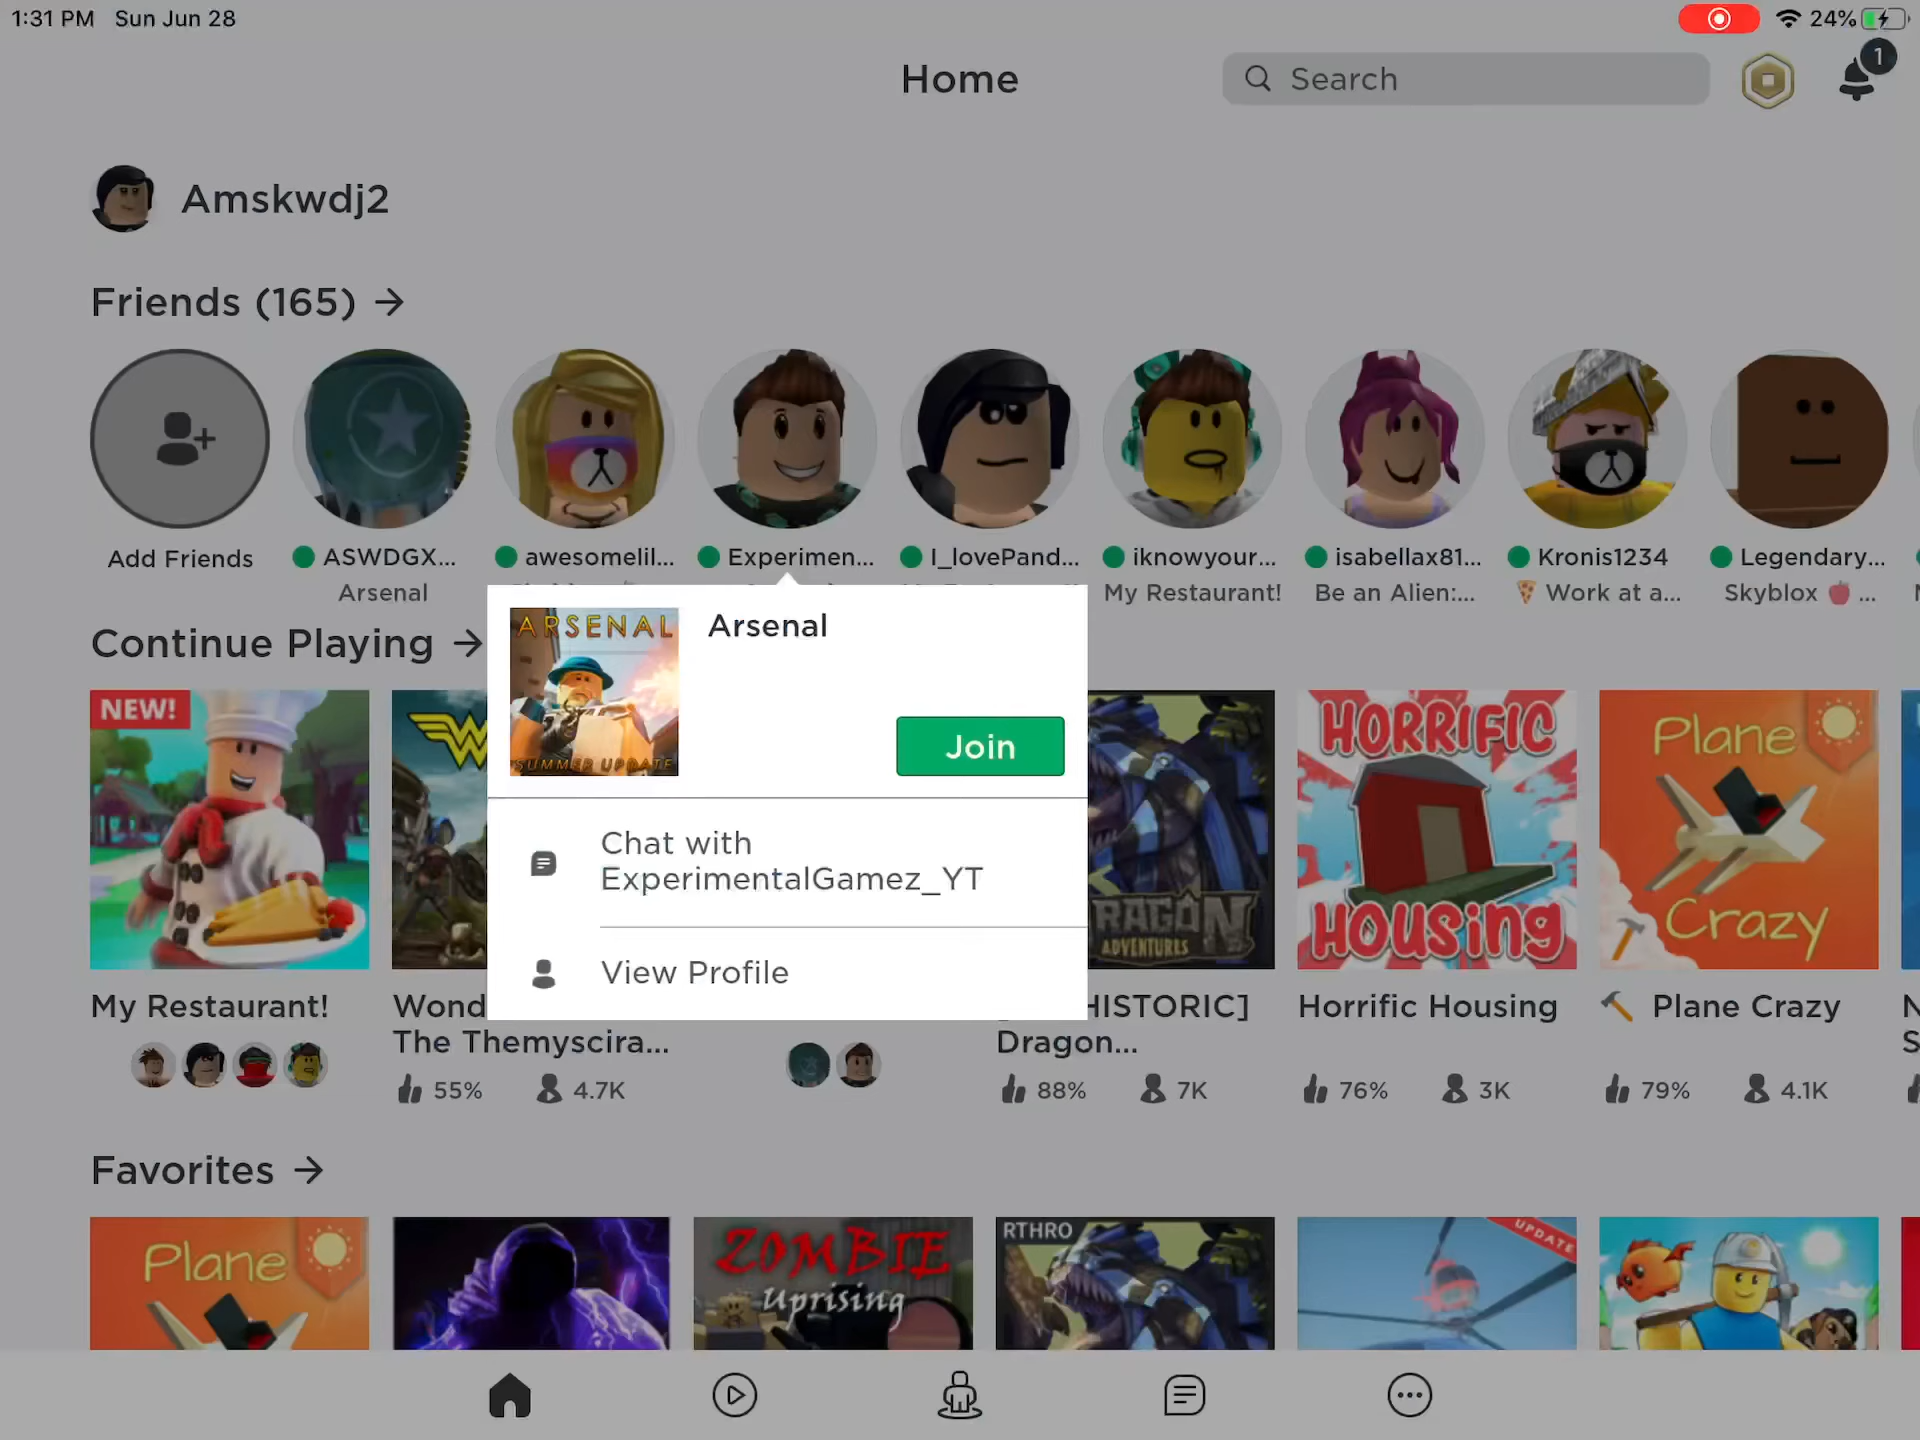 1:31 PM Sun Jun 28
24%
Home
Search
1
Amskwdj2
Friends (165)
Add Friends
ASWDGX...
Arsenal
awesomelil...
Experimen...
I_lovePand...
iknowyour...
My Restaurant!
isabellax81...
Be an Alien:...
Kronis1234
Work at a...
Legendary...
Skyblox
...
ARSENAL
SUMMER UPDATE
Arsenal
Join
Chat with
ExperimentalGamez_YT
View Profile
Continue Playing
NEW!
My Restaurant!
W
Wond
The Themyscira...
55%
4.7K
RAGON
ADVENTURES
HISTORIC]
Dragon...
88%
7K
HORRIFIC
HOUSING
Horrific Housing
76%
3K
Plane
Crazy
Plane Crazy
79%
4.1K
Favorites
Plane
ZOMBIE
Uprising
RTHRO
UPDATE